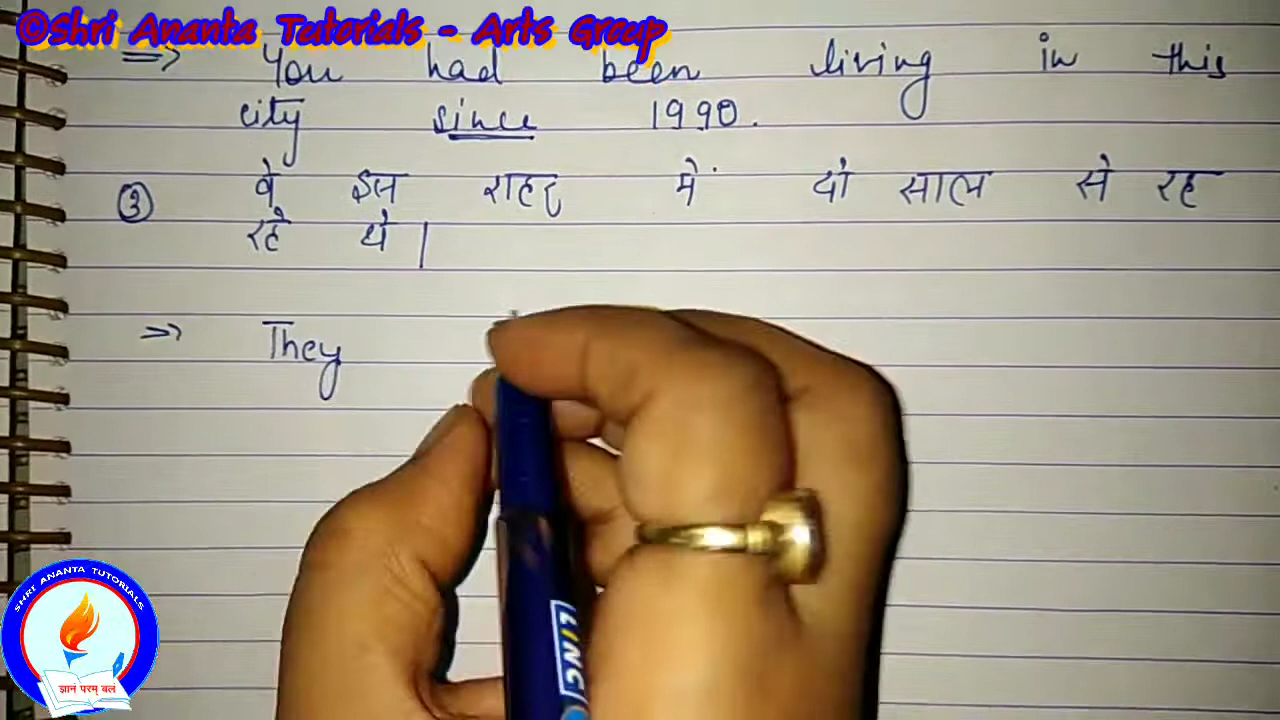 ©Shri Ananta Tutorials - Arts Group
⇒ You had been living in this
city since 1990.
③ वे इस शहर में दो साल से रह
रहे थे |
⇒ They
LINC
SHRI ANANTA TUTORIALS
ज्ञानं परम् बलं